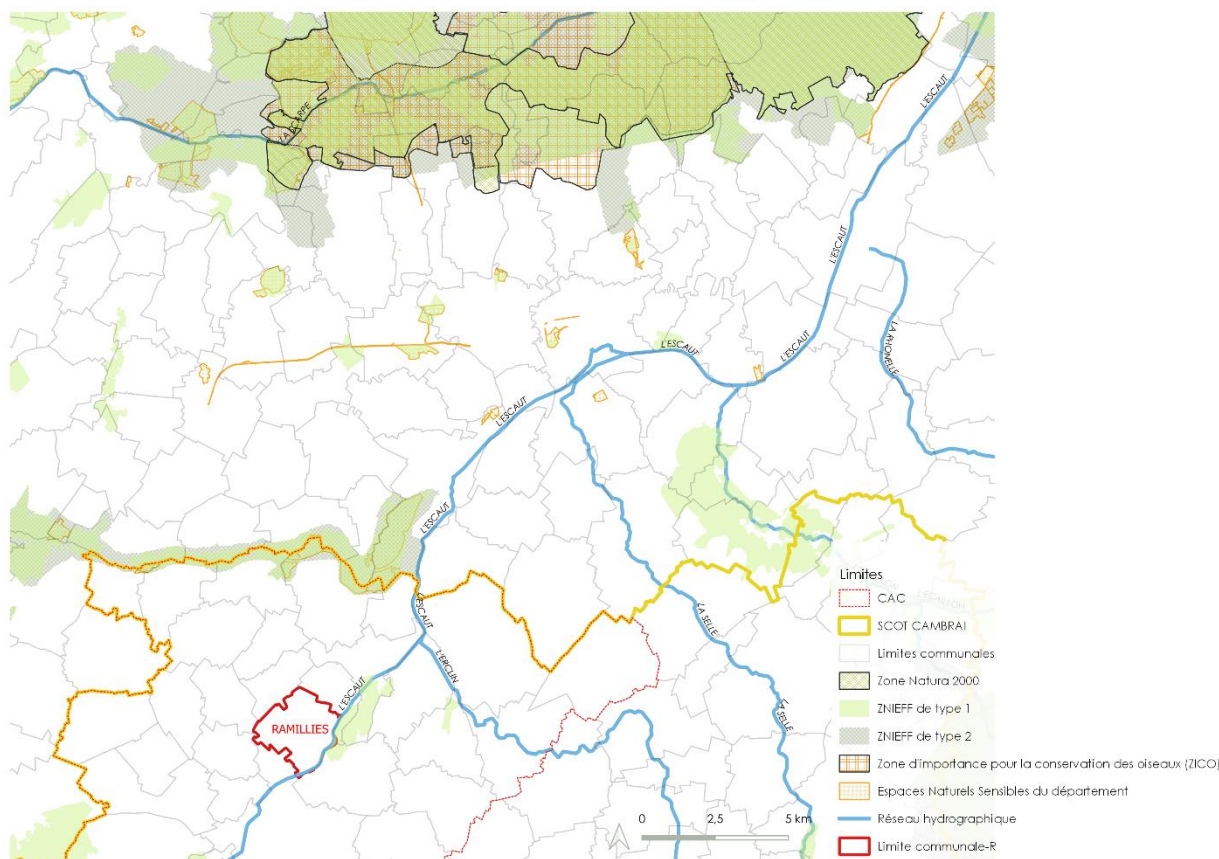 LA SCARPE
L'ESCAUT
L'ESCAUT
LA RHONELLE
L'ESCAUT
L'ESCAUT
L'ESCAUT
L'ESCAUT
L'ESCAUT
LA SELLE
L'ERCLIN
L'ESCAUT
RAMILLIES
LA SELLE
0 2,5 5 km
Limites
CAC
SCOT CAMBRAI
Limites communales
Zone Natura 2000
ZNIEFF de type 1
ZNIEFF de type 2
Zone d'importance pour la conservation des oiseaux (ZICO)
Espaces Naturels Sensibles du département
Réseau hydrographique
Limite communale-R